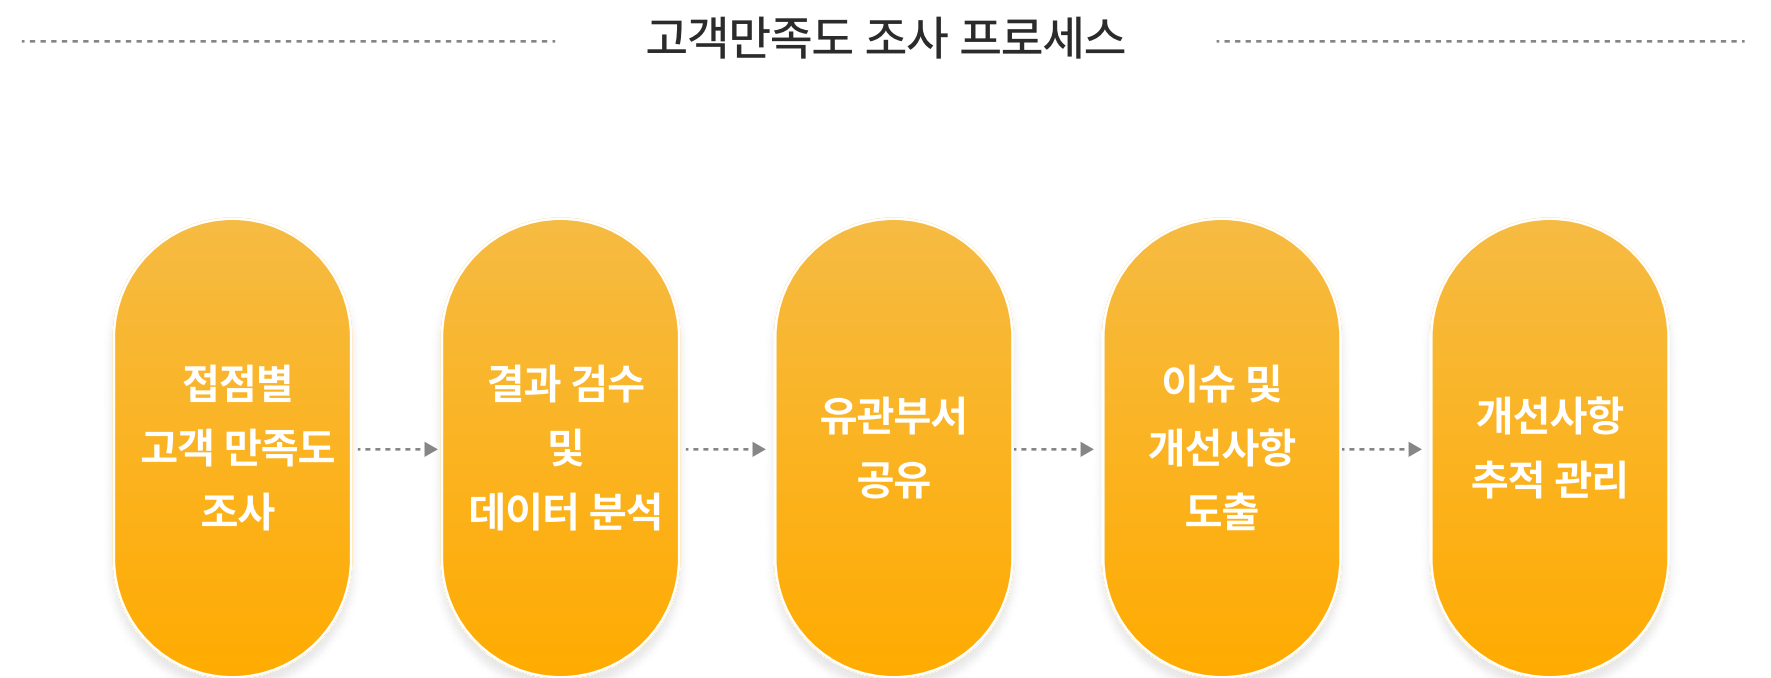 고객만족도 조사 프로세스
접점별
고객 만족도
조사
결과 검수
및
데이터 분석
유관부서
공유
이슈 및
개선사항
도출
개선사항
추적 관리